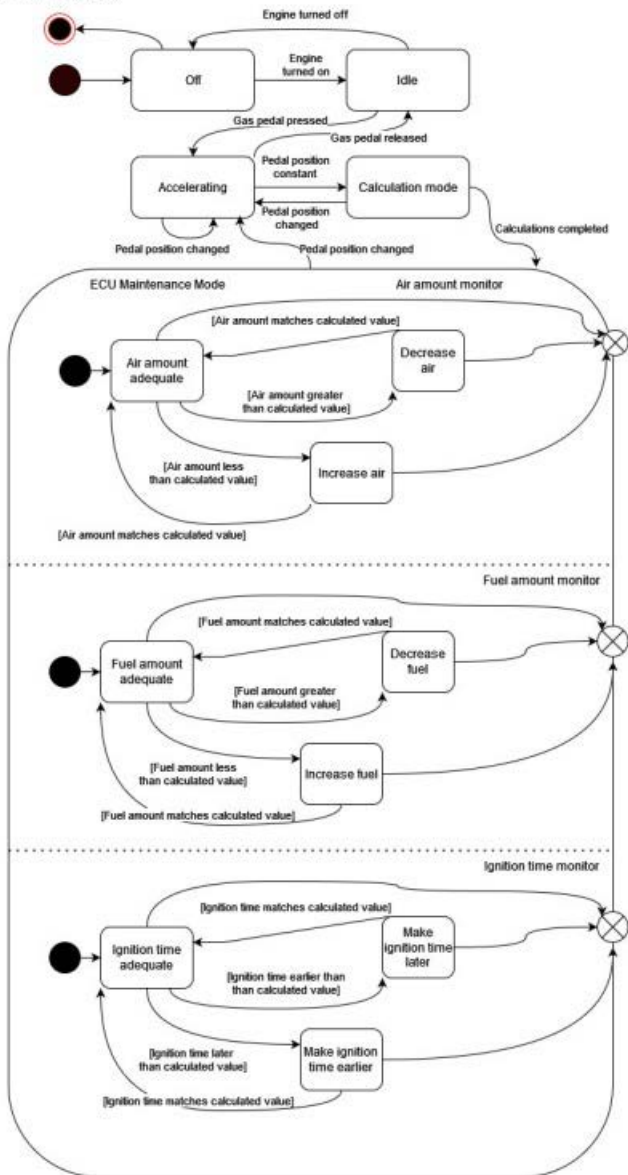 Engine turned off
Off
Engine
turned on
Idle
Gas pedal pressed
Gas pedal released
Accelerating
Pedal position
constant
Calculation mode
Pedal position
changed
Calculations completed
Pedal position changed
Pedal position changed
ECU Maintenance Mode
Air amount monitor
[Air amount matches calculated value]
Air amount
adequate
Decrease
air
[Air amount greater
than calculated value]
[Air amount less
than calculated value]
Increase air
[Air amount matches calculated value]
Fuel amount monitor
[Fuel amount matches calculated value]
Fuel amount
adequate
Decrease
fuel
[Fuel amount greater
than calculated value]
[Fuel amount less
than calculated value]
Increase fuel
[Fuel amount matches calculated value]
Ignition time monitor
[Ignition time matches calculated value]
Ignition time
adequate
Make
ignition time
later
[Ignition time earlier than
than calculated value]
[Ignition time later
than calculated value]
Make ignition
time earlier
[Ignition time matches calculated value]